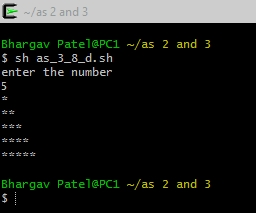 ~/as 2 and 3
Bhargav Patel@PC1 ~/as 2 and 3
$ sh as_3_8_d.sh
enter the number
5
*
**
***
****
*****
Bhargav Patel@PC1 ~/as 2 and 3
$